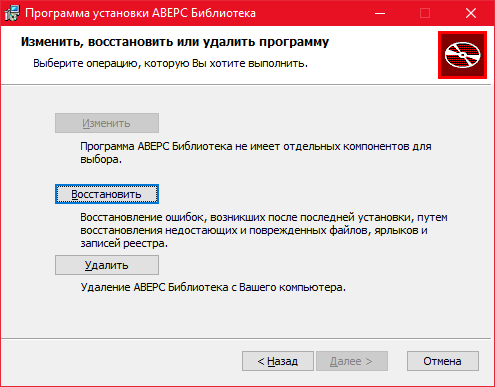 Программа установки АВЕРС Библиотека
Изменить, восстановить или удалить программу
Выберите операцию, которую Вы хотите выполнить.
Изменить
Программа АВЕРС Библиотека не имеет отдельных компонентов для
выбора.
Восстановить
Восстановление ошибок, возникших после последней установки, путем
восстановления недостающих и поврежденных файлов, ярлыков и
записей реестра.
Удалить
Удаление АВЕРС Библиотека с Вашего компьютера.
< Назад
Далее >
Отмена